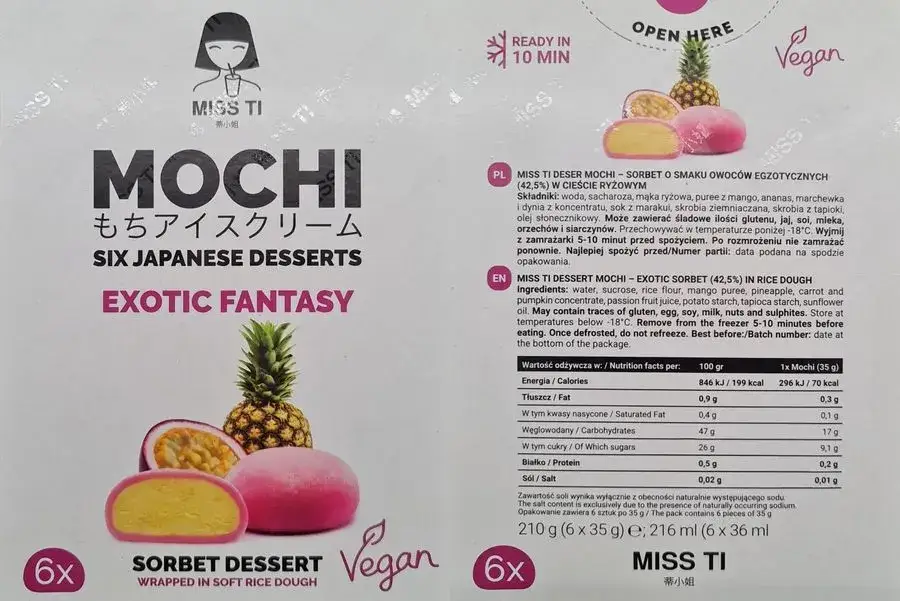 MISS TI
蒂小姐
MOCHI
もちアイスクリーム
SIX JAPANESE DESSERTS
EXOTIC FANTASY
6x
SORBET DESSERT
WRAPPED IN SOFT RICE DOUGH
Vegan
OPEN HERE
READY IN
10 MIN
Vegan
PL
MISS TI DESER MOCHI – SORBET O SMAKU OWOCÓW EGZOTYCZNYCH
(42,5%) W CIEŚCIE RYŻOWYM
Składniki: woda, sacharoza, mąka ryżowa, puree z mango, ananas, marchewka
i dynia z koncentratu, sok z marakui, skrobia ziemniaczana, skrobia z tapioki,
olej słonecznikowy. Może zawierać śladowe ilości glutenu, jaj, soi, mleka,
orzechów i siarczynów. Przechowywać w temperaturze poniżej -18°C. Wyjmij
z zamrażarki 5-10 minut przed spożyciem. Po rozmrożeniu nie zamrażać
ponownie. Najlepiej spożyć przed/Numer partii: data podana na spodzie
opakowania.
EN
MISS TI DESSERT MOCHI – EXOTIC SORBET (42,5%) IN RICE DOUGH
Ingredients: water, sucrose, rice flour, mango puree, pineapple, carrot and
pumpkin concentrate, passion fruit juice, potato starch, tapioca starch, sunflower
oil. May contain traces of gluten, egg, soy, milk, nuts and sulphites. Store at
temperatures below -18°C. Remove from the freezer 5-10 minutes before
eating. Once defrosted, do not refreeze. Best before:/Batch number: date at
the bottom of the package.
Wartość odżywcza w: / Nutrition facts per: 100 gr 1x Mochi (35 g)
Energia / Calories 846 kJ / 199 kcal 296 kJ / 70 kcal
Tłuszcz / Fat 0,9 g 0,3 g
W tym kwasy nasycone / Saturated Fat 0,4 g 0,1 g
Węglowodany / Carbohydrates 47 g 17 g
W tym cukry / Of Which sugars 26 g 9,1 g
Białko / Protein 0,5 g 0,2 g
Sól / Salt 0,02 g 0,01 g
Zawartość soli wynika wyłącznie z obecności naturalnie występującego sodu.
The salt content is exclusively due to the presence of naturally occurring sodium.
Opakowanie zawiera 6 sztuk po 35 g / The pack contains 6 pieces of 35 g
210 g (6 x 35 g) ℮; 216 ml (6 x 36 ml
6x
MISS TI
蒂小姐